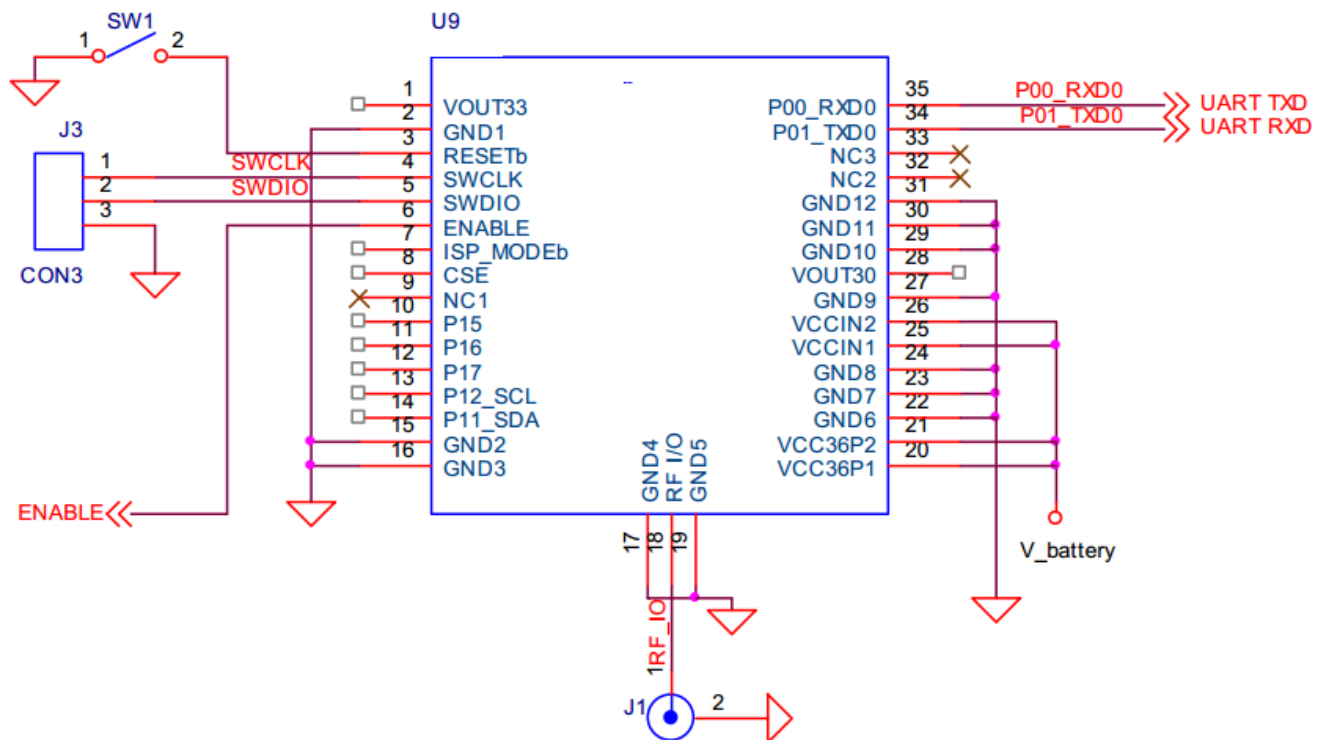 SW1
1
2
U9
J3
1
2
3
CON3
SWCLK
SWDIO
ENABLE
1
VOUT33
2
GND1
3
RESETb
4
SWCLK
5
SWDIO
6
ENABLE
7
ISP_MODEb
8
CSE
9
NC1
10
P15
11
P16
12
P17
13
P12_SCL
14
P11_SDA
15
GND2
16
GND3
17
GND4
18
RF I/O
19
GND5
35
P00_RXD0
34
P01_TXD0
33
NC3
32
NC2
31
GND12
30
GND11
29
GND10
28
VOUT30
27
GND9
26
VCCIN2
25
VCCIN1
24
GND8
23
GND7
22
GND6
21
VCC36P2
20
VCC36P1
P00_RXD0
UART TXD
P01_TXD0
UART RXD
V_battery
RF_IO
1
J1
2